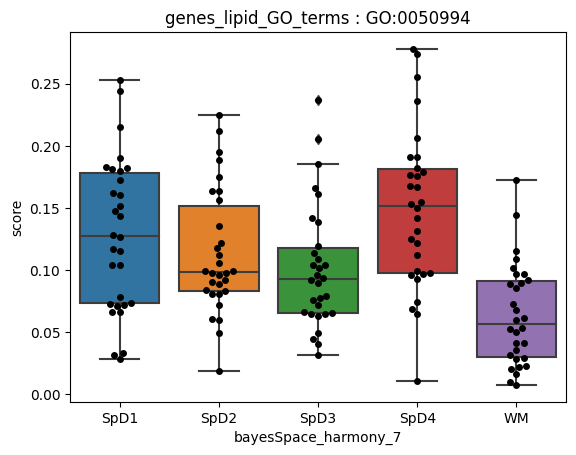 genes_lipid_GO_terms : GO:0050994
score
0.25
0.20
0.15
0.10
0.05
0.00
SpD1 SpD2 SpD3 SpD4 WM
bayesSpace_harmony_7